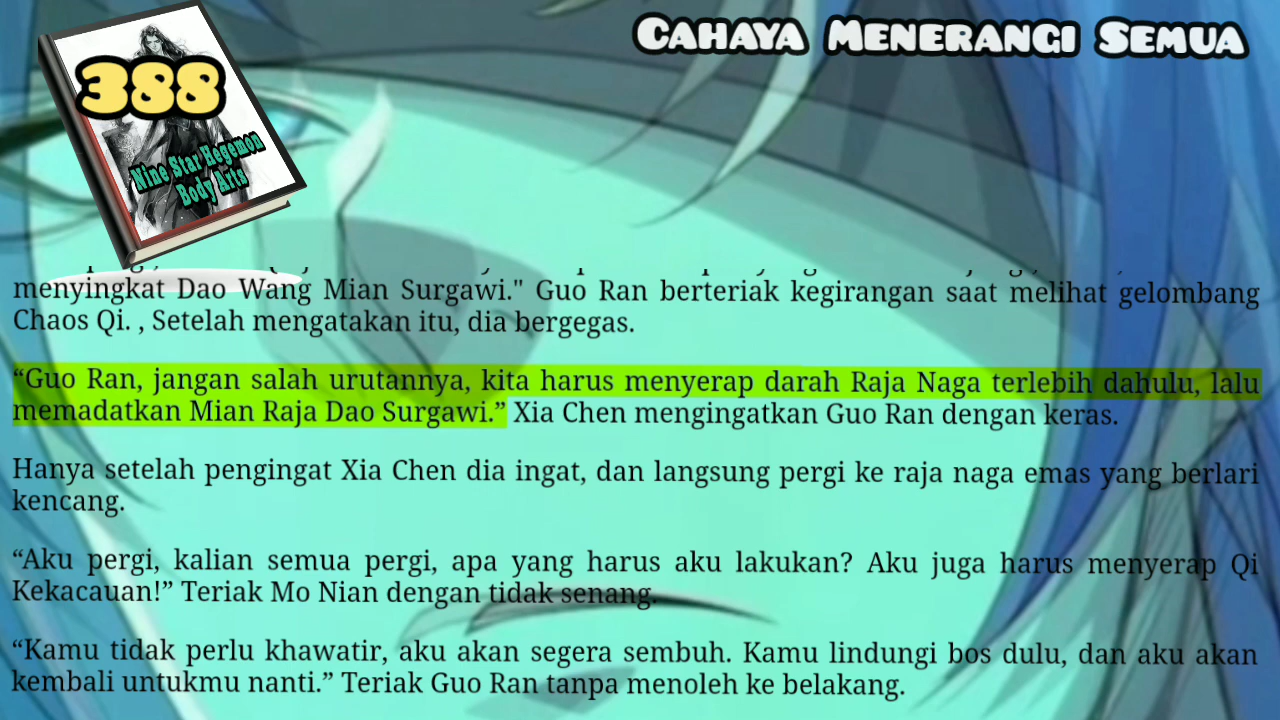 Cahaya Menerangi Semua
388
Nine Star Hegemon
Body Arts
menyingkat Dao Wang Mian Surgawi." Guo Ran berteriak kegirangan saat melihat gelombang
Chaos Qi. , Setelah mengatakan itu, dia bergegas.
“Guo Ran, jangan salah urutannya, kita harus menyerap darah Raja Naga terlebih dahulu, lalu
memadatkan Mian Raja Dao Surgawi.” Xia Chen mengingatkan Guo Ran dengan keras.
Hanya setelah pengingat Xia Chen dia ingat, dan langsung pergi ke raja naga emas yang berlari
kencang.
“Aku pergi, kalian semua pergi, apa yang harus aku lakukan? Aku juga harus menyerap Qi
Kekacauan!” Teriak Mo Nian dengan tidak senang.
“Kamu tidak perlu khawatir, aku akan segera sembuh. Kamu lindungi bos dulu, dan aku akan
kembali untukmu nanti.” Teriak Guo Ran tanpa menoleh ke belakang.